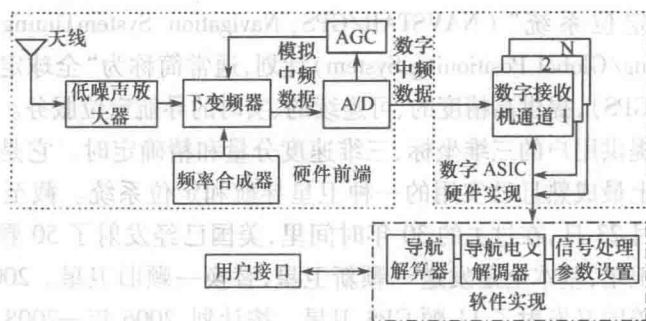 天线
低噪声放
大器
下变频器
频率合成器
模拟
中频
数据
AGC
A/D
硬件前端
数字
中频
数据
N
数字接收
机通道 1
数字 ASIC
硬件实现
用户接口
导航
解算器
导航电文
解调器
信号处理
参数设置
软件实现